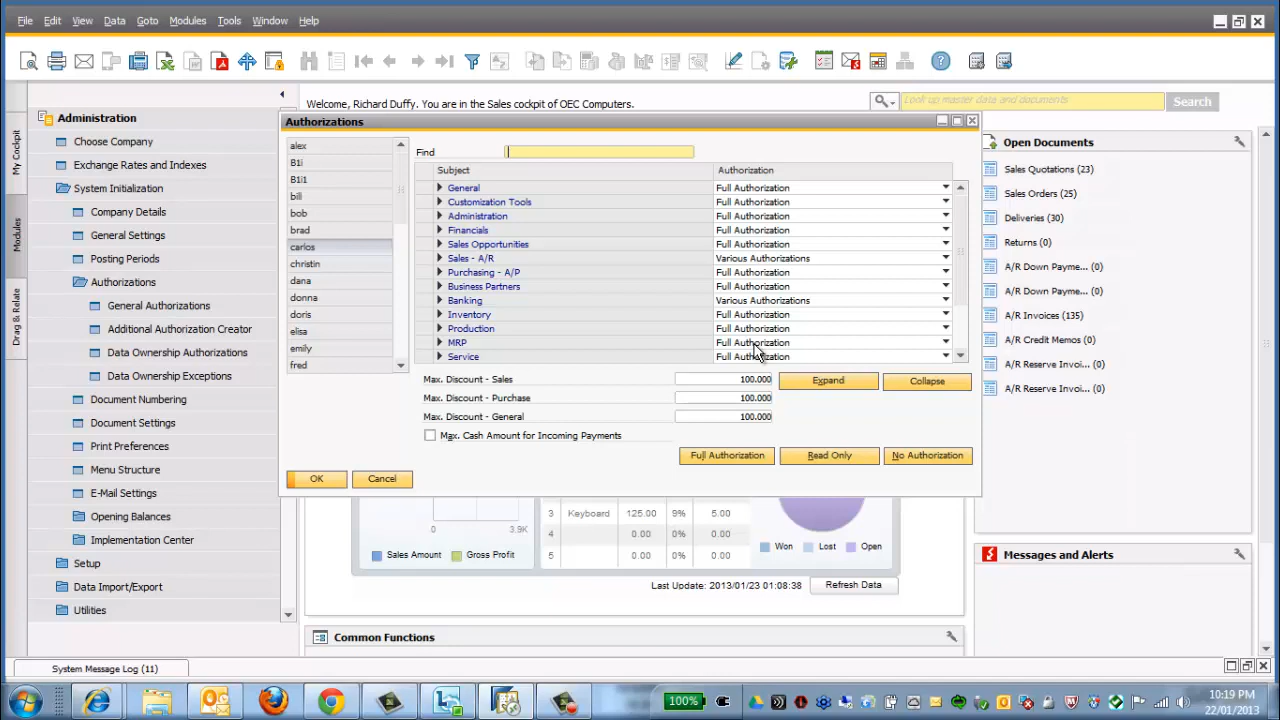 File Edit View Data Goto Modules Tools Window Help
Welcome, Richard Duffy. You are in the Sales cockpit of OEC Computers.
Look up master data and documents
Search
My Cockpit
Modules
Drag & Relate
Administration
Choose Company
Exchange Rates and Indexes
System Initialization
Company Details
General Settings
Posting Periods
Authorizations
General Authorizations
Additional Authorization Creator
Data Ownership Authorizations
Data Ownership Exceptions
Document Numbering
Document Settings
Print Preferences
Menu Structure
E-Mail Settings
Opening Balances
Implementation Center
Setup
Data Import/Export
Utilities
Authorizations
alex
B1i
B1i1
bill
bob
brad
carlos
christin
dana
donna
doris
elisa
emily
fred
Find
Subject Authorization
General Full Authorization
Customization Tools Full Authorization
Administration Full Authorization
Financials Full Authorization
Sales Opportunities Full Authorization
Sales - A/R Various Authorizations
Purchasing - A/P Full Authorization
Business Partners Full Authorization
Banking Various Authorizations
Inventory Full Authorization
Production Full Authorization
MRP Full Authorization
Service Full Authorization
Max. Discount - Sales 100.000 Expand Collapse
Max. Discount - Purchase 100.000
Max. Discount - General 100.000
Max. Cash Amount for Incoming Payments
Full Authorization Read Only No Authorization
OK Cancel
0 3.9K
Sales Amount Gross Profit
3 Keyboard 125.00 9% 5.00
4 0.00 0% 0.00
5 0.00 0% 0.00
Won Lost Open
Last Update: 2013/01/23 01:08:38 Refresh Data
Common Functions
Open Documents
Sales Quotations (23)
Sales Orders (25)
Deliveries (30)
Returns (0)
A/R Down Payme... (0)
A/R Down Payme... (0)
A/R Invoices (135)
A/R Credit Memos (0)
A/R Reserve Invoi... (0)
A/R Reserve Invoi... (0)
Messages and Alerts
System Message Log (11)
100%
10:19 PM
22/01/2013